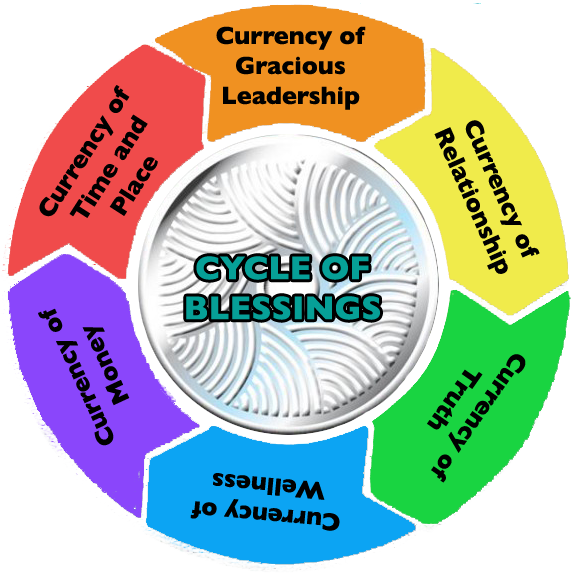 Currency of
Gracious
Leadership
Currency of
Relationship
Currency of
Truth
Currency of
Wellness
Currency of
Money
Currency of
Time and
Place
CYCLE OF
BLESSINGS